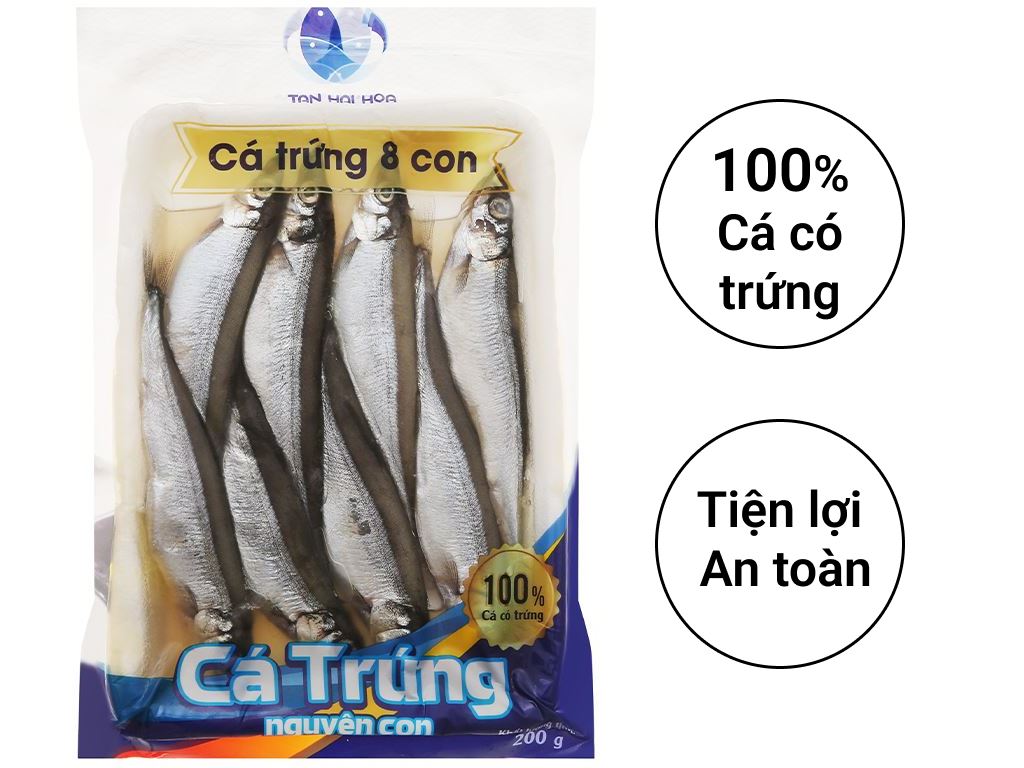 TAN HAI HOA
Cá trứng 8 con
100%
Cá có trứng
Cá Trứng
nguyên con
200 g
100%
Cá có
trứng
Tiện lợi
An toàn